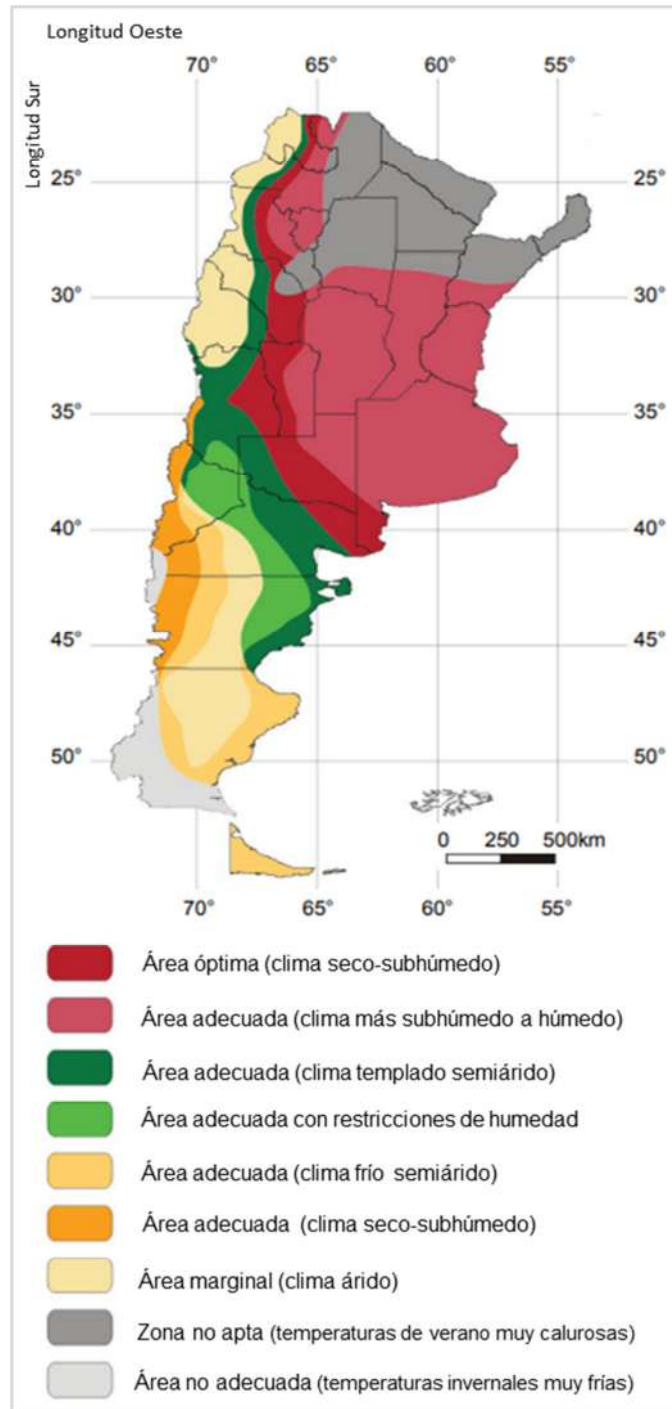 Longitud Oeste
70° 65° 60° 55°
Longitud Sur
25° 25°
30° 30°
35° 35°
40° 40°
45° 45°
50° 50°
0 250 500km
70° 65° 60° 55°
Área óptima (clima seco-subhúmedo)
Área adecuada (clima más subhúmedo a húmedo)
Área adecuada (clima templado semiárido)
Área adecuada con restricciones de humedad
Área adecuada (clima frío semiárido)
Área adecuada (clima seco-subhúmedo)
Área marginal (clima árido)
Zona no apta (temperaturas de verano muy calurosas)
Área no adecuada (temperaturas invernales muy frías)